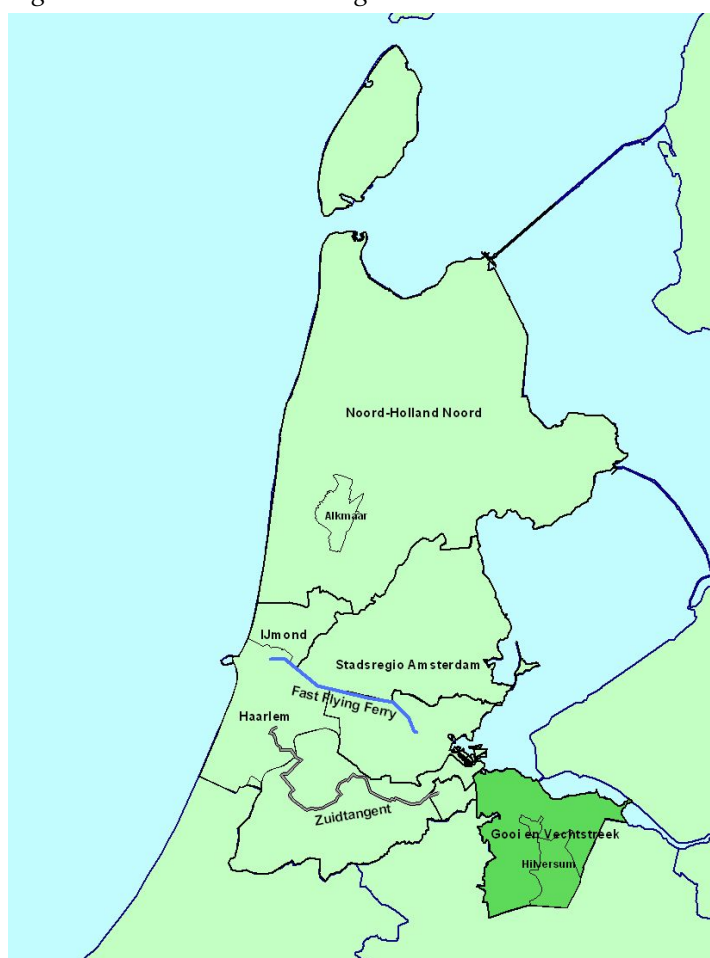 Noord-Holland Noord
Alkmaar
IJmond
Stadsregio Amsterdam
Fast Flying Ferry
Haarlem
Zuidtangent
Gooi en Vechtstreek
Hilversum